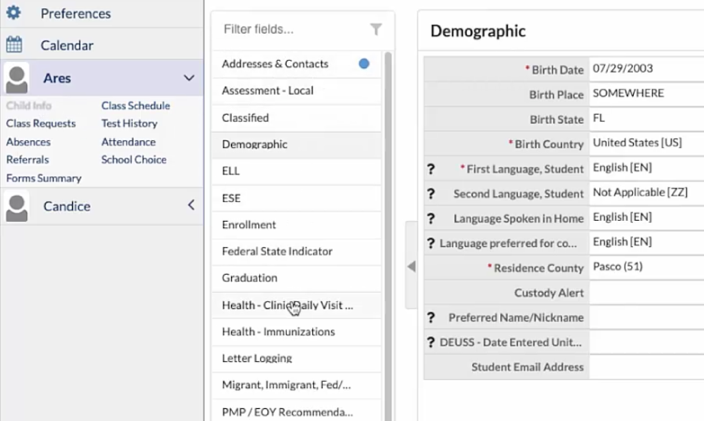 Preferences
Calendar
Ares
Child Info Class Schedule
Class Requests Test History
Absences Attendance
Referrals School Choice
Forms Summary
Candice
Filter fields...
Addresses & Contacts
Assessment - Local
Classified
Demographic
ELL
ESE
Enrollment
Federal State Indicator
Graduation
Health - Clinic Daily Visit ...
Health - Immunizations
Letter Logging
Migrant, Immigrant, Fed/...
PMP / EOY Recommenda...
Demographic
* Birth Date 07/29/2003
Birth Place SOMEWHERE
Birth State FL
* Birth Country United States [US]
? * First Language, Student English [EN]
? Second Language, Student Not Applicable [ZZ]
? Language Spoken in Home English [EN]
? Language preferred for co... English [EN]
* Residence County Pasco (51)
Custody Alert
? Preferred Name/Nickname
? DEUSS - Date Entered Unit...
Student Email Address